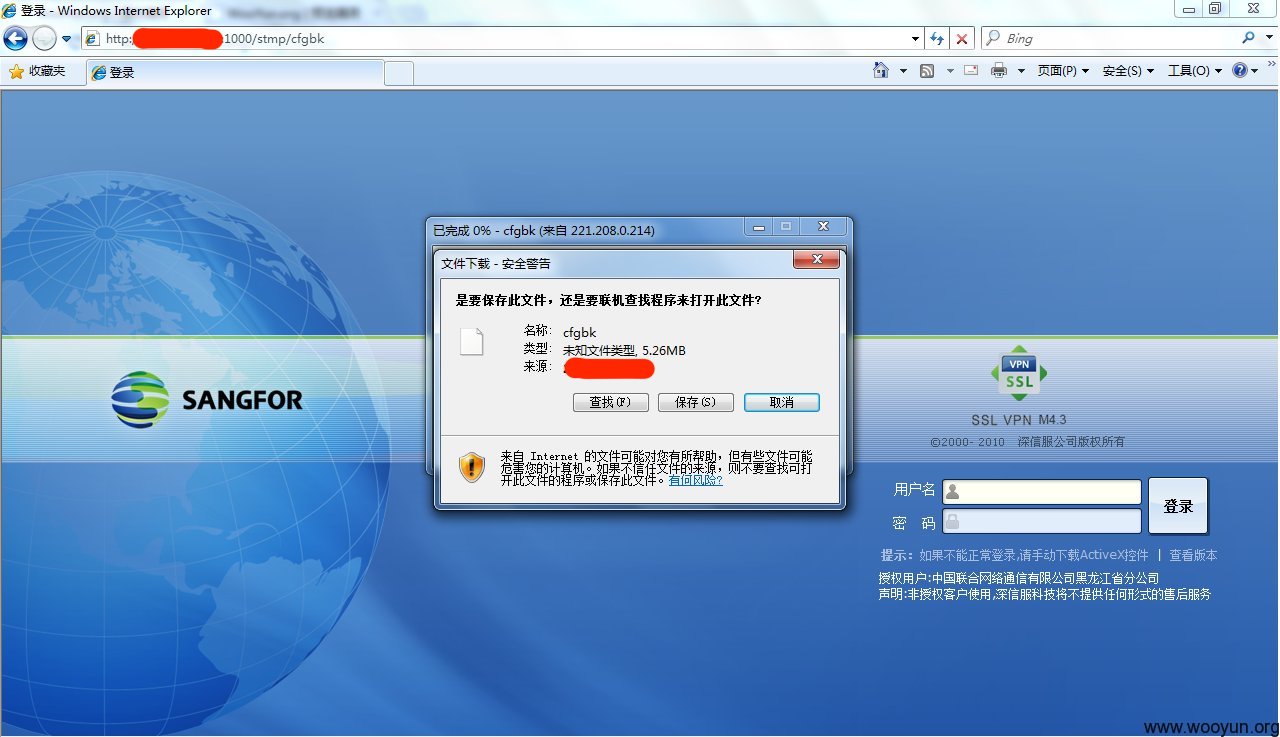 登录 - Windows Internet Explorer
http: 1000/stmp/cfgbk
Bing
收藏夹
登录
页面(P)
安全(S)
工具(O)
已完成 0% - cfgbk (来自 221.208.0.214)
文件下载 - 安全警告
是要保存此文件，还是要联机查找程序来打开此文件?
名称: cfgbk
类型: 未知文件类型, 5.26MB
来源:
查找(F)
保存(S)
取消
来自 Internet 的文件可能对您有所帮助，但有些文件可能
危害您的计算机。如果不信任文件的来源，则不要查找可打
开此文件的程序或保存此文件。有何风险?
SANGFOR
VPN
SSL
SSL VPN M4.3
©2000- 2010 深信服公司版权所有
用户名
密 码
登录
提示：如果不能正常登录,请手动下载ActiveX控件 | 查看版本
授权用户:中国联合网络通信有限公司黑龙江省分公司
声明:非授权客户使用,深信服科技将不提供任何形式的售后服务
www.wooyun.org